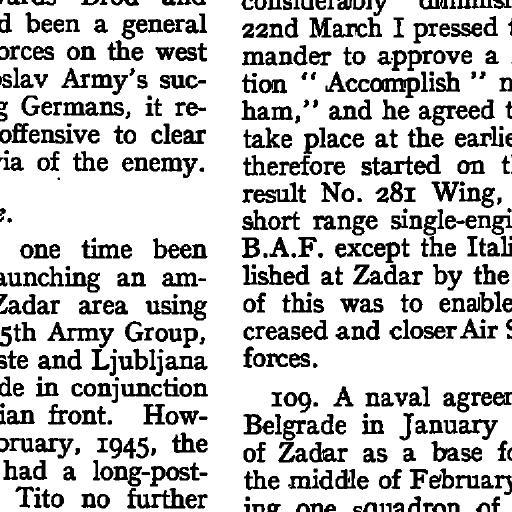 d been a general
orces on the west
oslav Army's suc-
g Germans, it re-
offensive to clear
via of the enemy.
one time been
aunching an am-
Zadar area using
5th Army Group,
ste and Ljubljana
de in conjunction
ian front. How-
bruary, 1945, the
had a long-post-
Tito no further
considerably
22nd March I pressed
mander to approve a
tion "Accomplish"
ham," and he agreed
take place at the earlie
therefore started on
result No. 281 Wing,
short range single-engi
B.A.F. except the Itali
lished at Zadar by the
of this was to enable
creased and closer Air S
forces.
109. A naval agreem
Belgrade in January
of Zadar as a base fo
the middle of February
ing one squadron of